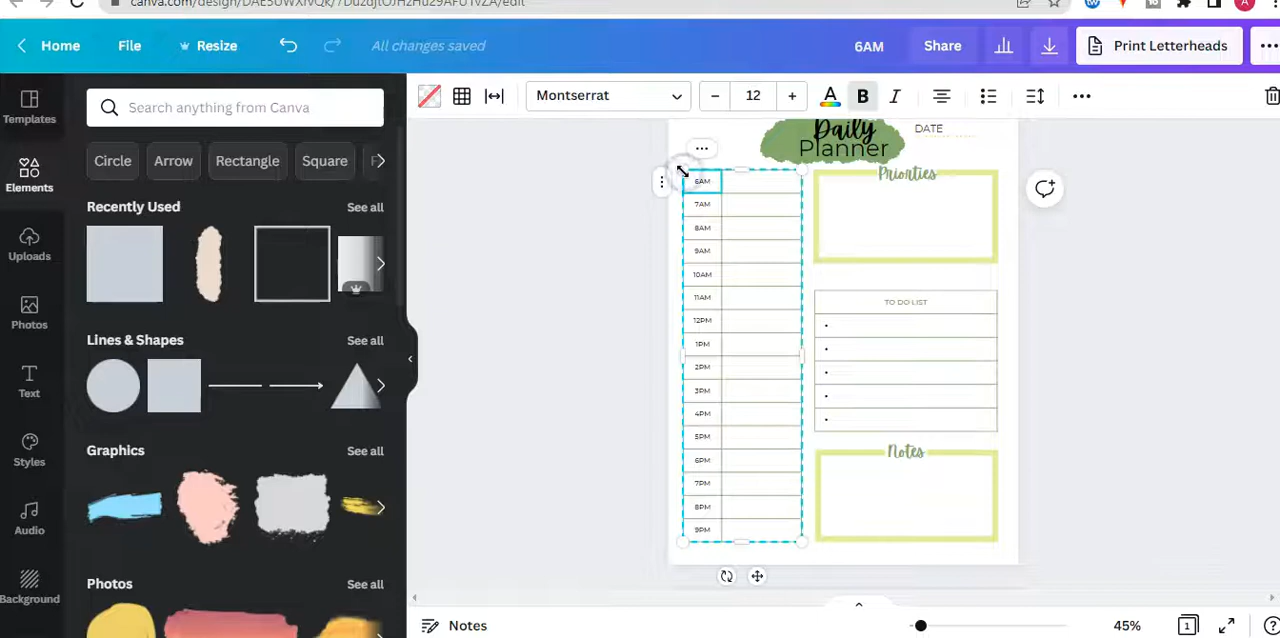 Home
File
Resize
All changes saved
6AM
Share
Print Letterheads
Templates
Elements
Uploads
Photos
Text
Styles
Audio
Background
Search anything from Canva
Circle
Arrow
Rectangle
Square
Recently Used
See all
Lines & Shapes
See all
Graphics
See all
Photos
See all
Montserrat
12
A
B
I
Daily
Planner
DATE
6AM
7AM
8AM
9AM
10AM
11AM
12PM
1PM
2PM
3PM
4PM
5PM
6PM
7PM
8PM
9PM
Priorties
TO DO LIST
Notes
Notes
45%
1